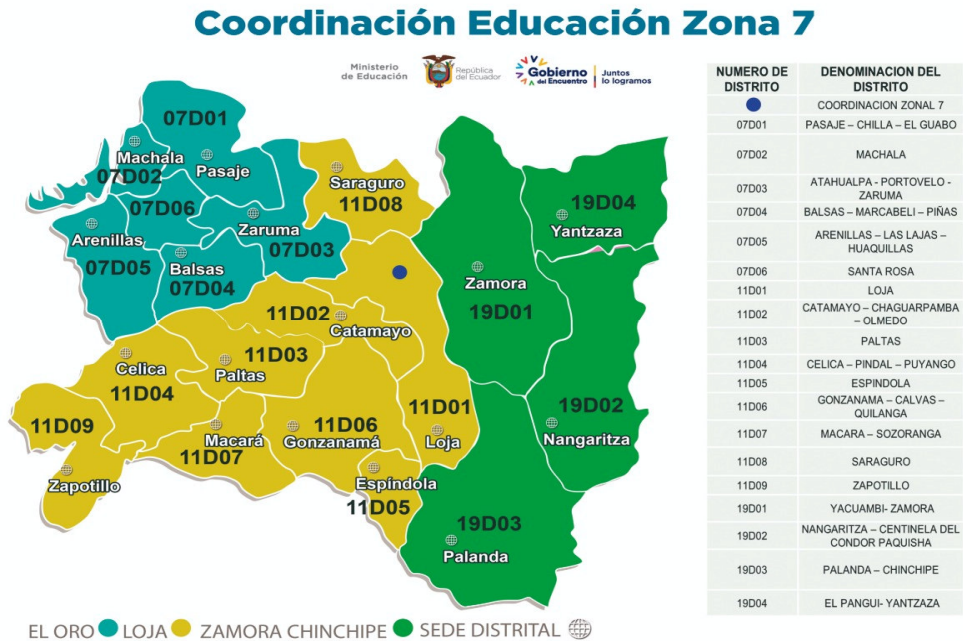 Coordinación Educación Zona 7
Ministerio
de Educación
República
del Ecuador
Gobierno
del Encuentro
Juntos
lo logramos
07D01
Machala
07D02
Pasaje
07D06
Arenillas
07D05
Zaruma
07D03
Balsas
07D04
Saraguro
11D08
19D04
Yantzaza
Zamora
19D01
11D02
Catamayo
Celica
11D04
11D03
Paltas
11D09
Zapotillo
Macará
11D07
11D06
Gonzanamá
11D01
Loja
19D02
Nangaritza
Espíndola
11D05
19D03
Palanda
NUMERO DE DISTRITO
DENOMINACION DEL DISTRITO
COORDINACION ZONAL 7
07D01 PASAJE – CHILLA – EL GUABO
07D02 MACHALA
07D03 ATAHUALPA - PORTOVELO - ZARUMA
07D04 BALSAS – MARCABELI – PIÑAS
07D05 ARENILLAS – LAS LAJAS – HUAQUILLAS
07D06 SANTA ROSA
11D01 LOJA
11D02 CATAMAYO – CHAGUARPAMBA – OLMEDO
11D03 PALTAS
11D04 CELICA – PINDAL – PUYANGO
11D05 ESPINDOLA
11D06 GONZANAMA – CALVAS – QUILANGA
11D07 MACARA – SOZORANGA
11D08 SARAGURO
11D09 ZAPOTILLO
19D01 YACUAMBI- ZAMORA
19D02 NANGARITZA – CENTINELA DEL CONDOR PAQUISHA
19D03 PALANDA – CHINCHIPE
19D04 EL PANGUI- YANTZAZA
EL ORO LOJA ZAMORA CHINCHIPE SEDE DISTRITAL